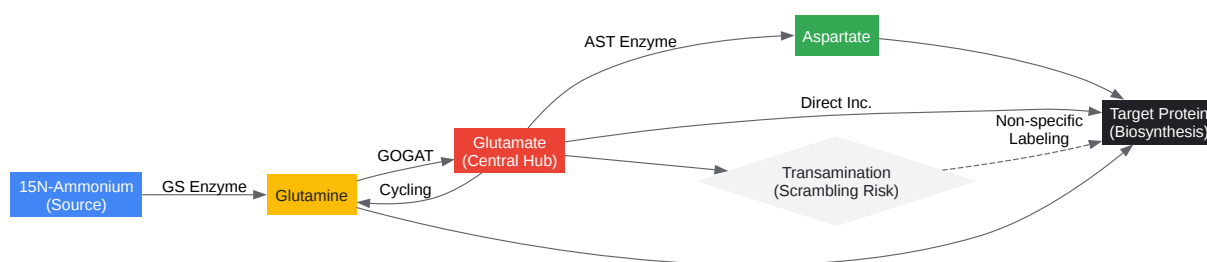 15N-Ammonium
(Source)
GS Enzyme
Glutamine
GOGAT
Cycling
Glutamate
(Central Hub)
AST Enzyme
Aspartate
Direct Inc.
Transamination
(Scrambling Risk)
Non-specific
Labeling
Target Protein
(Biosynthesis)